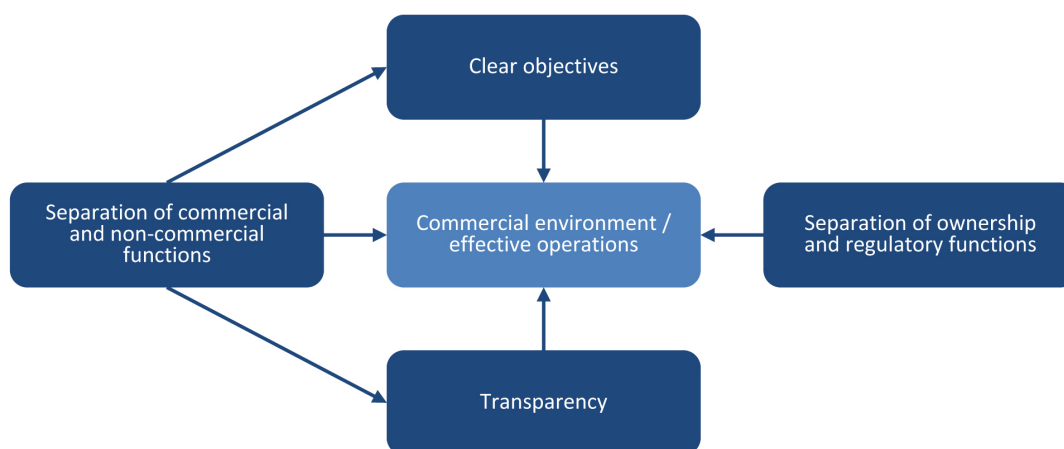 Clear objectives
Separation of commercial
and non-commercial
functions
Commercial environment /
effective operations
Separation of ownership
and regulatory functions
Transparency